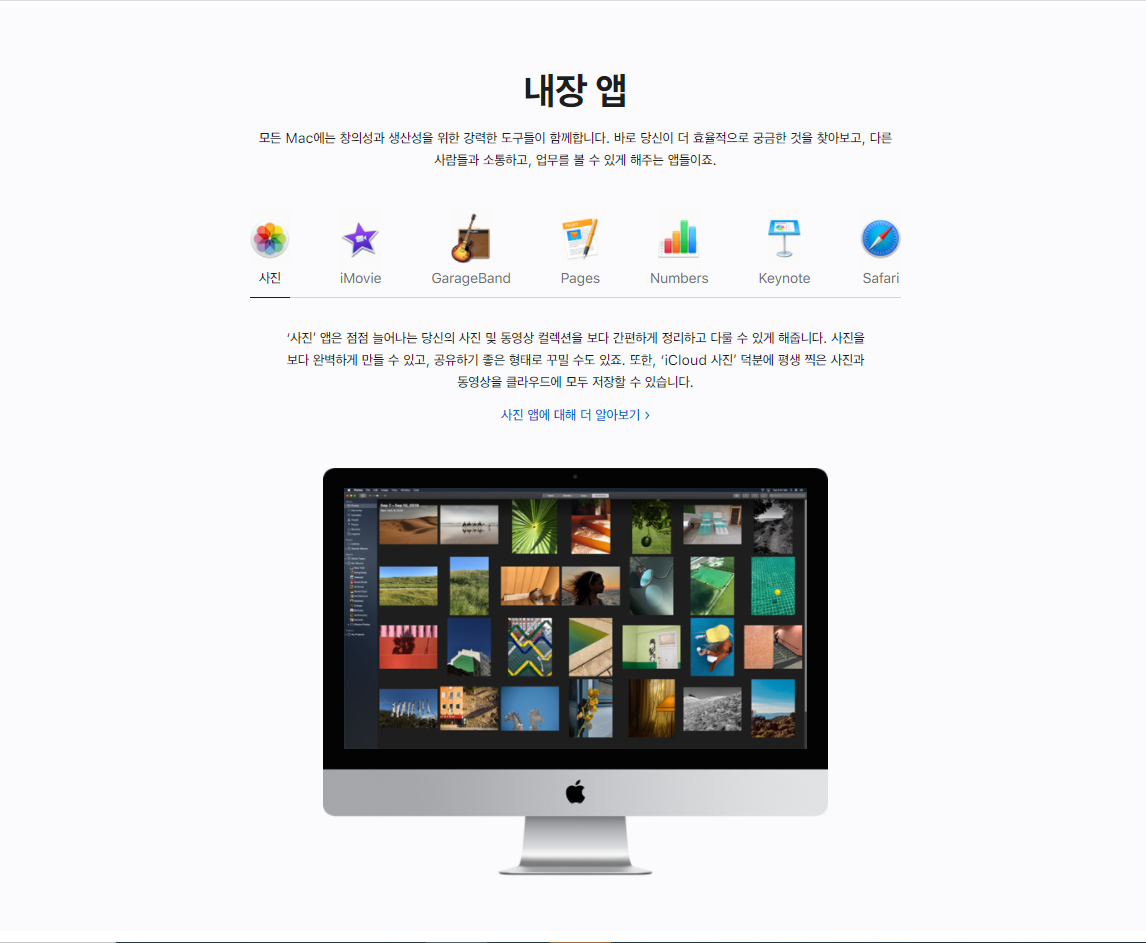 내장 앱
모든 Mac에는 창의성과 생산성을 위한 강력한 도구들이 함께합니다. 바로 당신이 더 효율적으로 궁금한 것을 찾아보고, 다른
사람들과 소통하고, 업무를 볼 수 있게 해주는 앱들이죠.
사진 iMovie GarageBand Pages Numbers Keynote Safari
‘사진’ 앱은 점점 늘어나는 당신의 사진 및 동영상 컬렉션을 보다 간편하게 정리하고 다룰 수 있게 해줍니다. 사진을
보다 완벽하게 만들 수 있고, 공유하기 좋은 형태로 꾸밀 수도 있죠. 또한, ‘iCloud 사진’ 덕분에 평생 찍은 사진과
동영상을 클라우드에 모두 저장할 수 있습니다.
사진 앱에 대해 더 알아보기 >